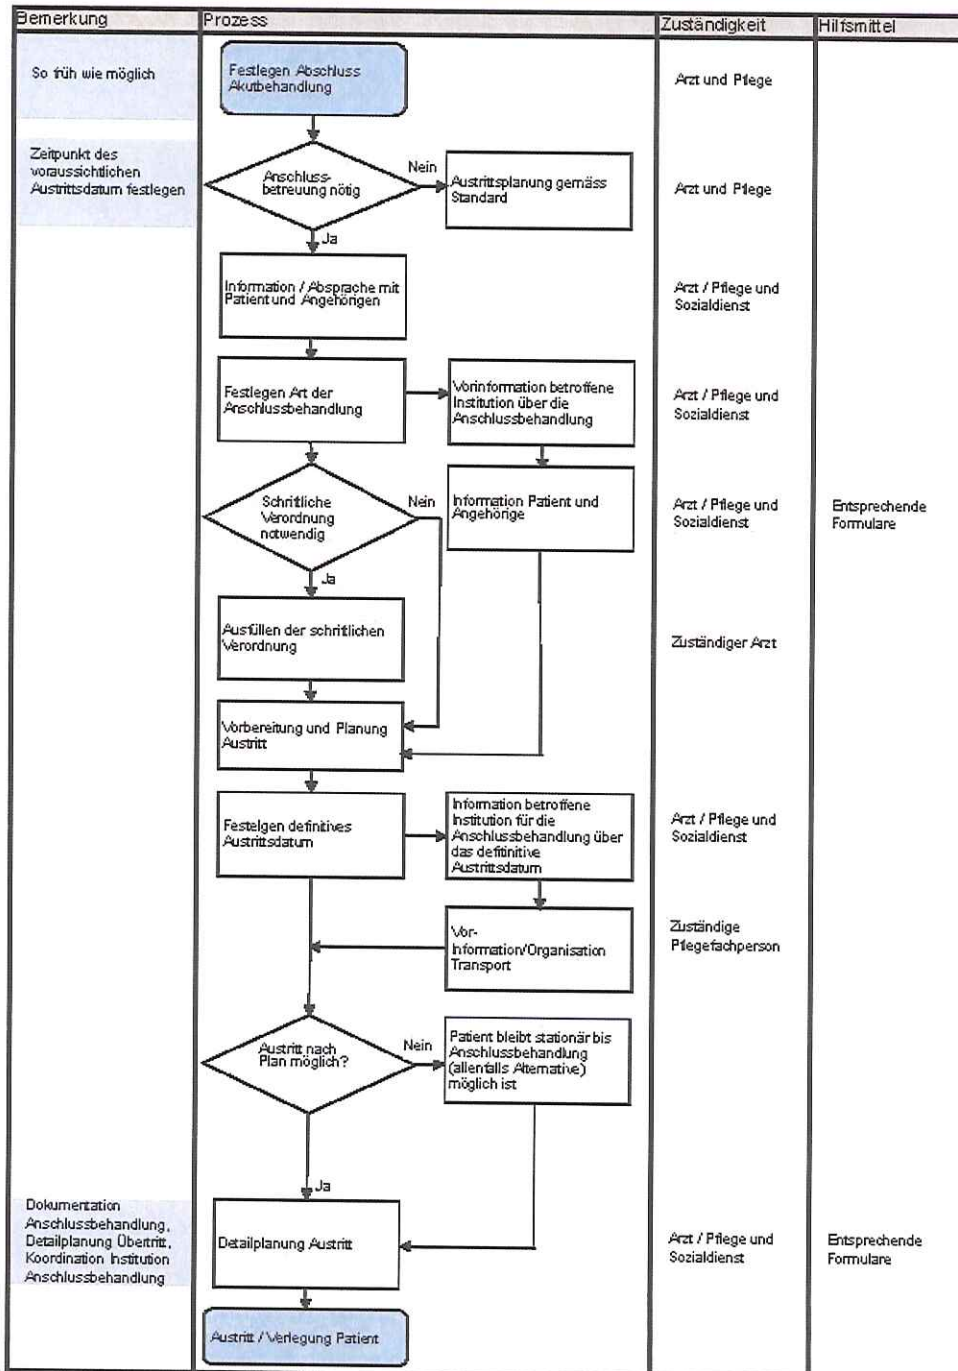 Bemerkung
Prozess
Zuständigkeit
Hilfsmittel
So früh wie möglich
Festlegen Abschluss
Akutbehandlung
Arzt und Pflege
Zeitpunkt des
voraussichtlichen
Austrittsdatum festlegen
Anschluss-
betreuung nötig
Nein
Austrittsplanung gemäss
Standard
Arzt und Pflege
Ja
Information / Absprache mit
Patient und Angehörigen
Arzt / Pflege und
Sozialdienst
Festlegen Art der
Anschlussbehandlung
Vorinformation betroffene
Institution über die
Anschlussbehandlung
Arzt / Pflege und
Sozialdienst
Schriftliche
Verordnung
notwendig
Nein
Information Patient und
Angehörige
Arzt / Pflege und
Sozialdienst
Entsprechende
Formulare
Ja
Ausfüllen der schriftlichen
Verordnung
Zuständiger Arzt
Vorbereitung und Planung
Austritt
Festelgen definitives
Austrittsdatum
Information betroffene
Institution für die
Anschlussbehandlung über
das defitinitive
Austrittsdatum
Arzt / Pflege und
Sozialdienst
Vor-
Information/Organisation
Transport
Zuständige
Pflegefachperson
Austritt nach
Plan möglich?
Nein
Patient bleibt stationär bis
Anschlussbehandlung
(allenfalls Alternative)
möglich ist
Ja
Dokumentation
Anschlussbehandlung,
Detailplanung Übertritt,
Koordination Institution
Anschlussbehandlung
Detailplanung Austritt
Arzt / Pflege und
Sozialdienst
Entsprechende
Formulare
Austritt / Verlegung Patient